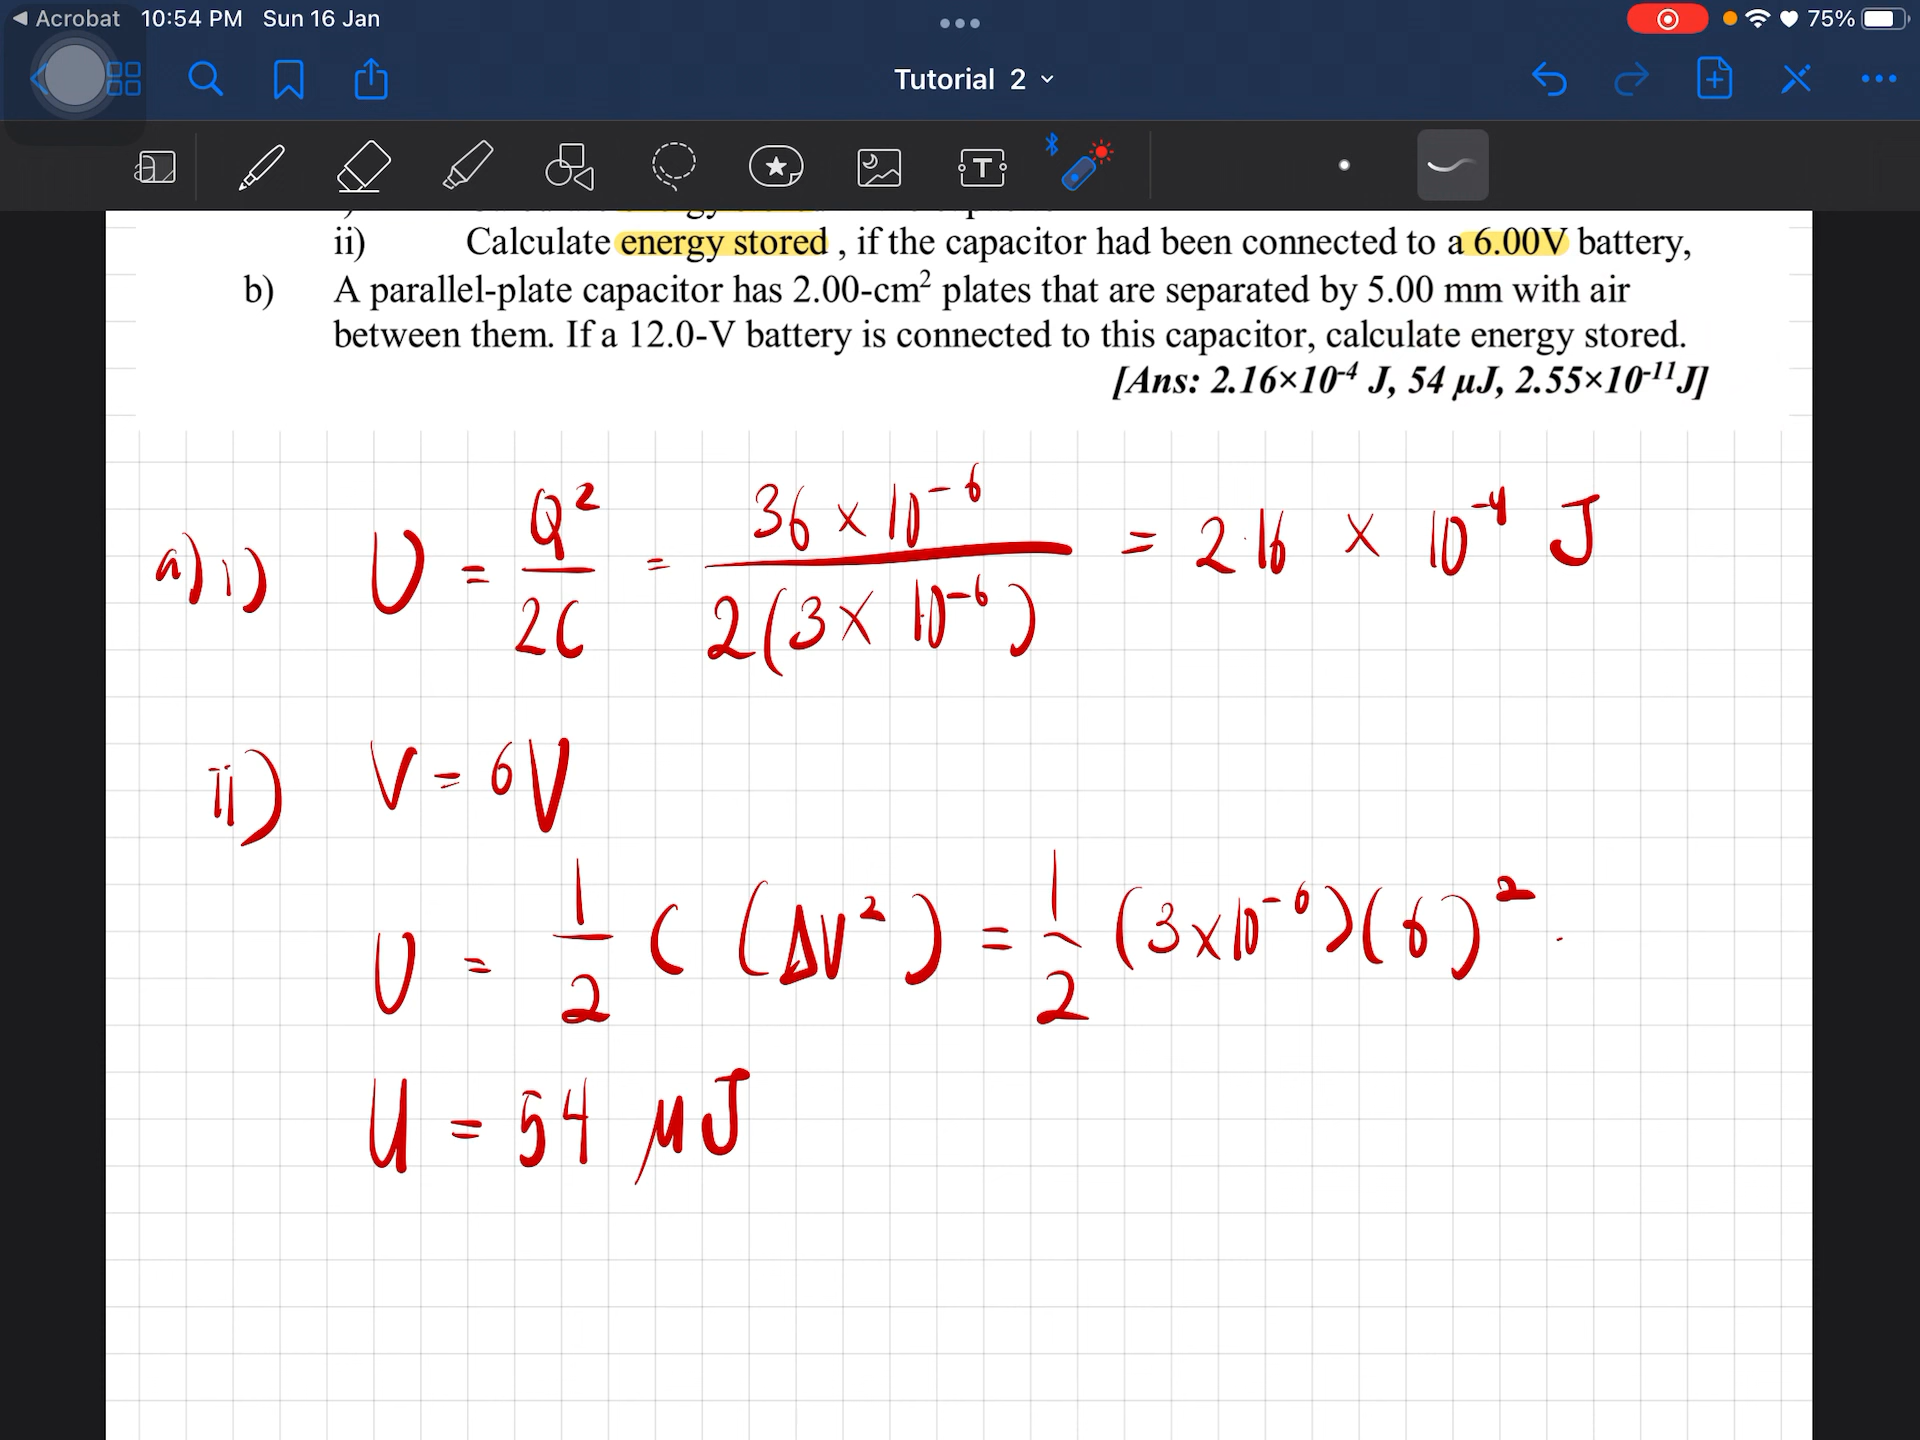 Acrobat 10:54 PM Sun 16 Jan 75%
Tutorial 2
ii) Calculate energy stored , if the capacitor had been connected to a 6.00V battery,
b) A parallel-plate capacitor has 2.00-cm² plates that are separated by 5.00 mm with air
between them. If a 12.0-V battery is connected to this capacitor, calculate energy stored.
[Ans: 2.16×10⁻⁴ J, 54 µJ, 2.55×10⁻¹¹J]
a) i) U = Q²/2C = 36 × 10⁻⁶/2(3 × 10⁻⁶) = 2.16 × 10⁻⁴ J
ii) V = 6V
U = 1/2 C (ΔV²) = 1/2 (3×10⁻⁶)(6)²
U = 54 µJ